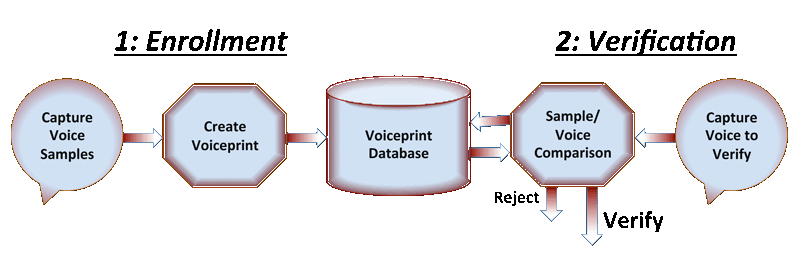 1: Enrollment
2: Verification
Capture
Voice
Samples
Create
Voiceprint
Voiceprint
Database
Sample/
Voice
Comparison
Capture
Voice to
Verify
Reject
Verify